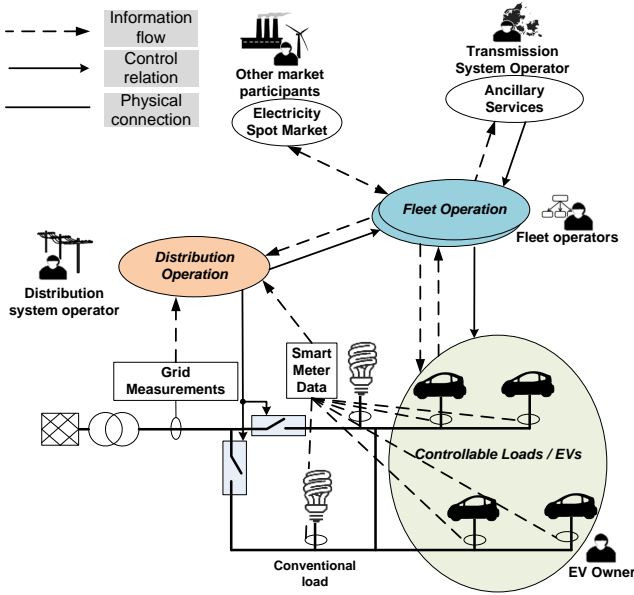 Information
flow
Control
relation
Physical
connection
Other market
participants
Electricity
Spot Market
Transmission
System Operator
Ancillary
Services
Fleet Operation
Fleet operators
Distribution
Operation
Distribution
system operator
Grid
Measurements
Smart
Meter
Data
Controllable Loads / EVs
Conventional
load
EV Owner